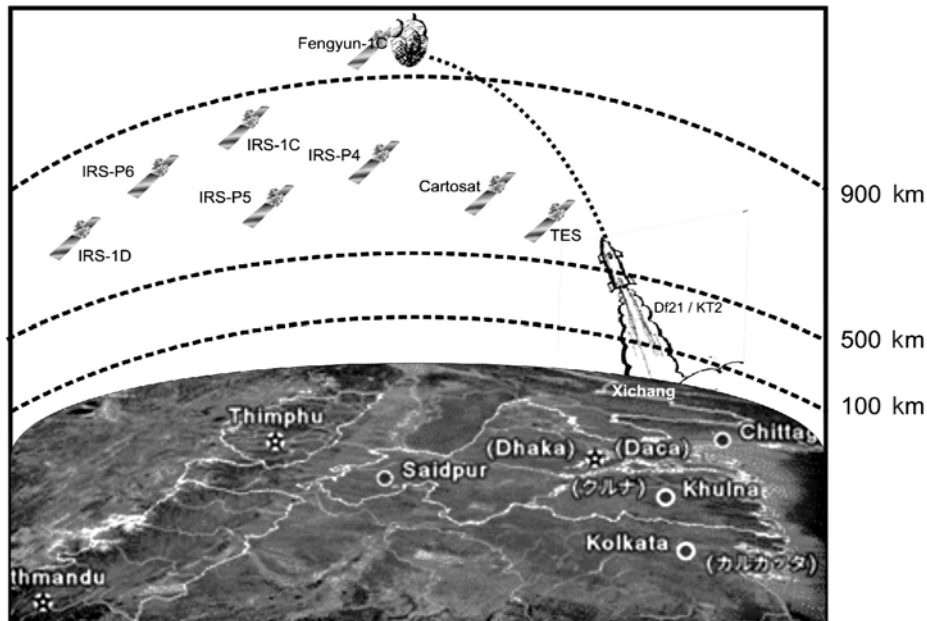 Fengyun-1C
IRS-1C
IRS-P4
IRS-P6
IRS-P5
Cartosat
900 km
TES
IRS-1D
Df21 / KT2
500 km
Xichang
100 km
Thimphu
Chittag
(Dhaka)
(Daca)
Saidpur
(クルナ)
Khulna
Kolkata
(カルカッタ)
thmandu